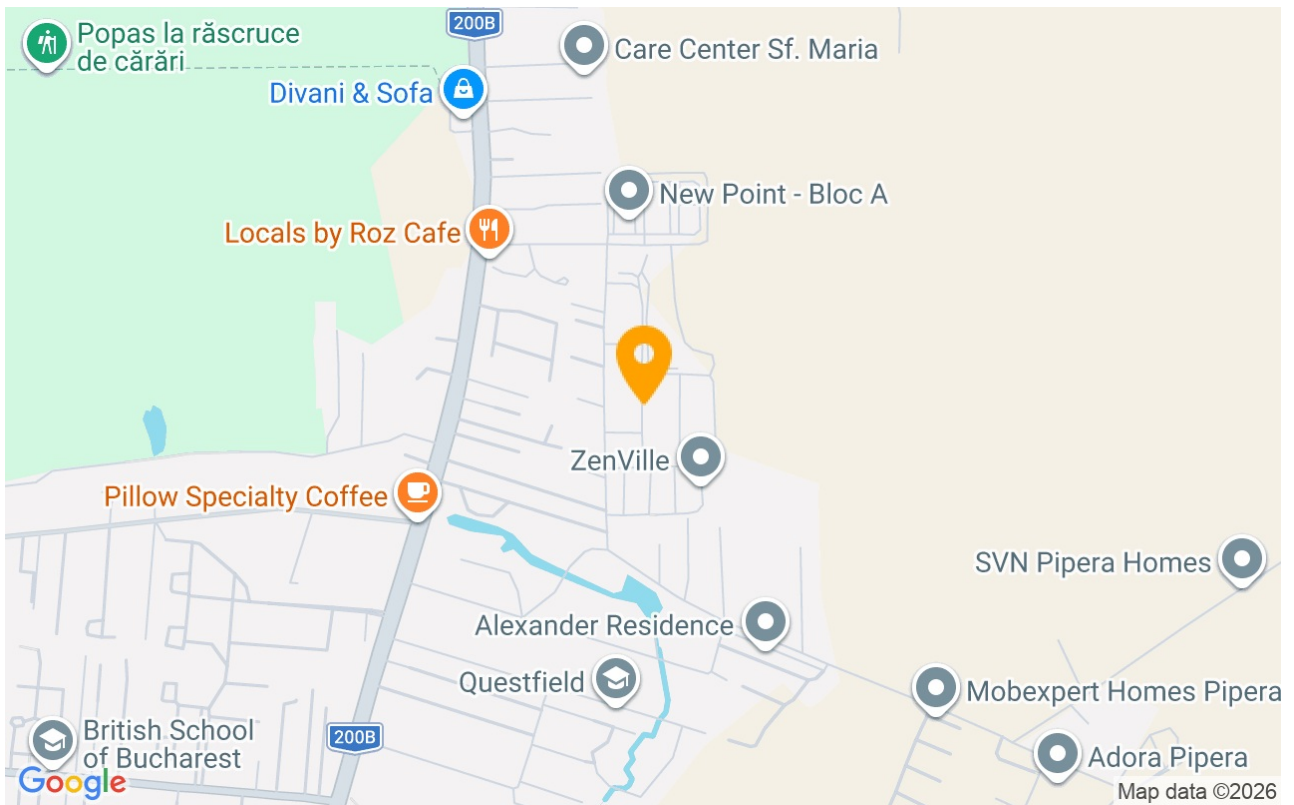 Popas la răscruce
de cărări
200B
Care Center Sf. Maria
Divani & Sofa
New Point - Bloc A
Locals by Roz Cafe
ZenVille
Pillow Specialty Coffee
SVN Pipera Homes
Alexander Residence
Questfield
Mobexpert Homes Pipera
British School
of Bucharest
200B
Adora Pipera
Google
Map data ©2026